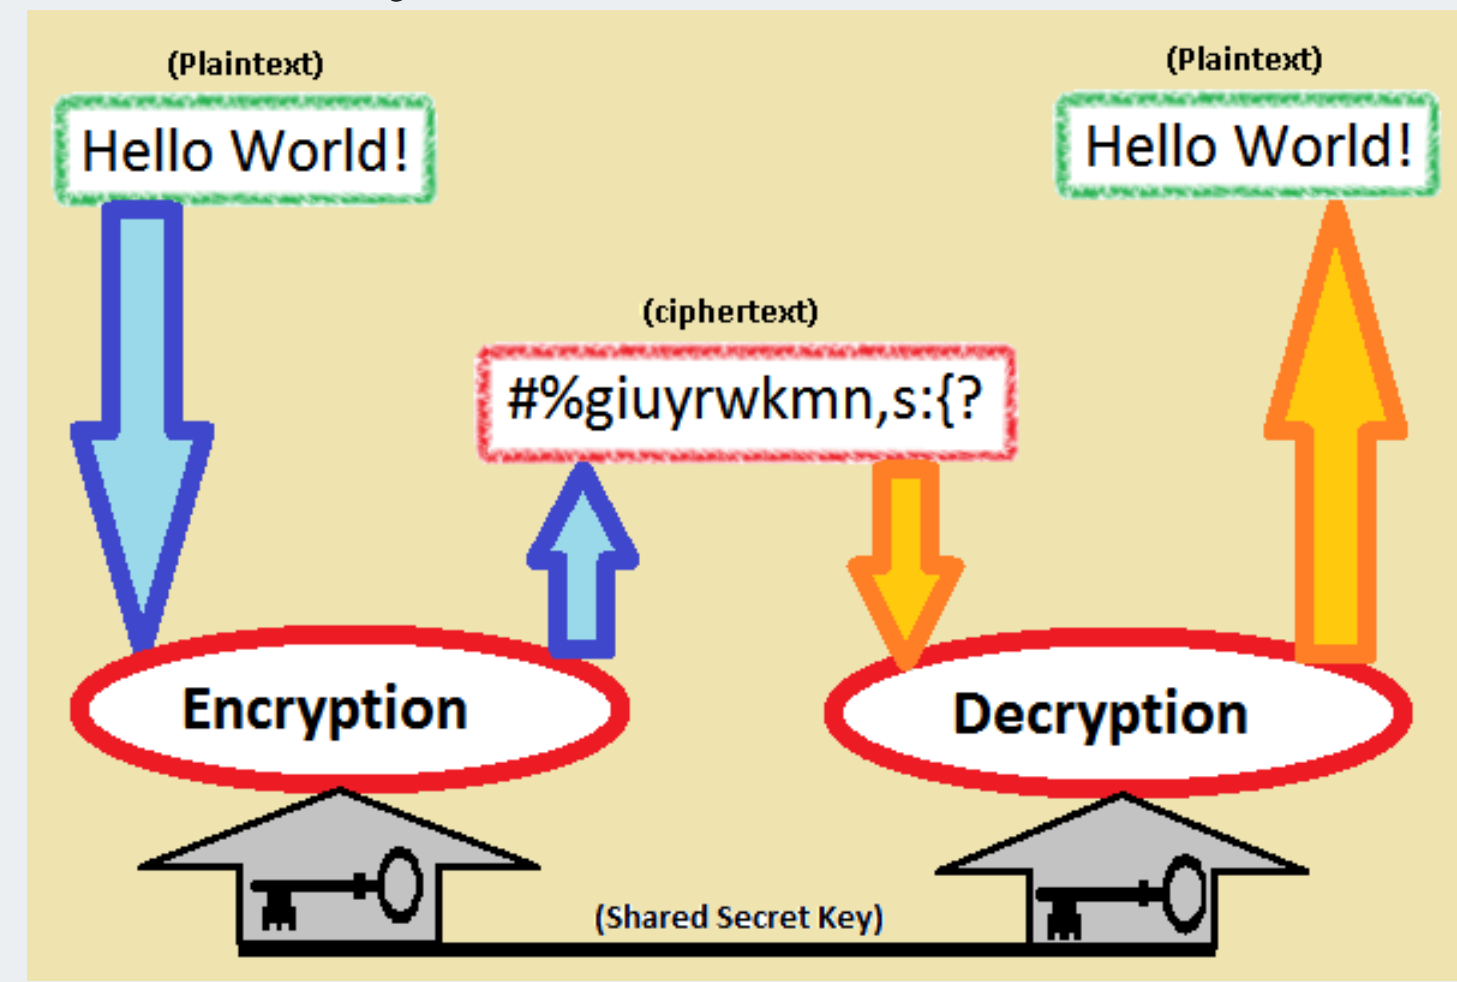 (Plaintext)
Hello World!
(Plaintext)
Hello World!
(ciphertext)
#%giuyrwkmn,s:{?
Encryption
Decryption
(Shared Secret Key)